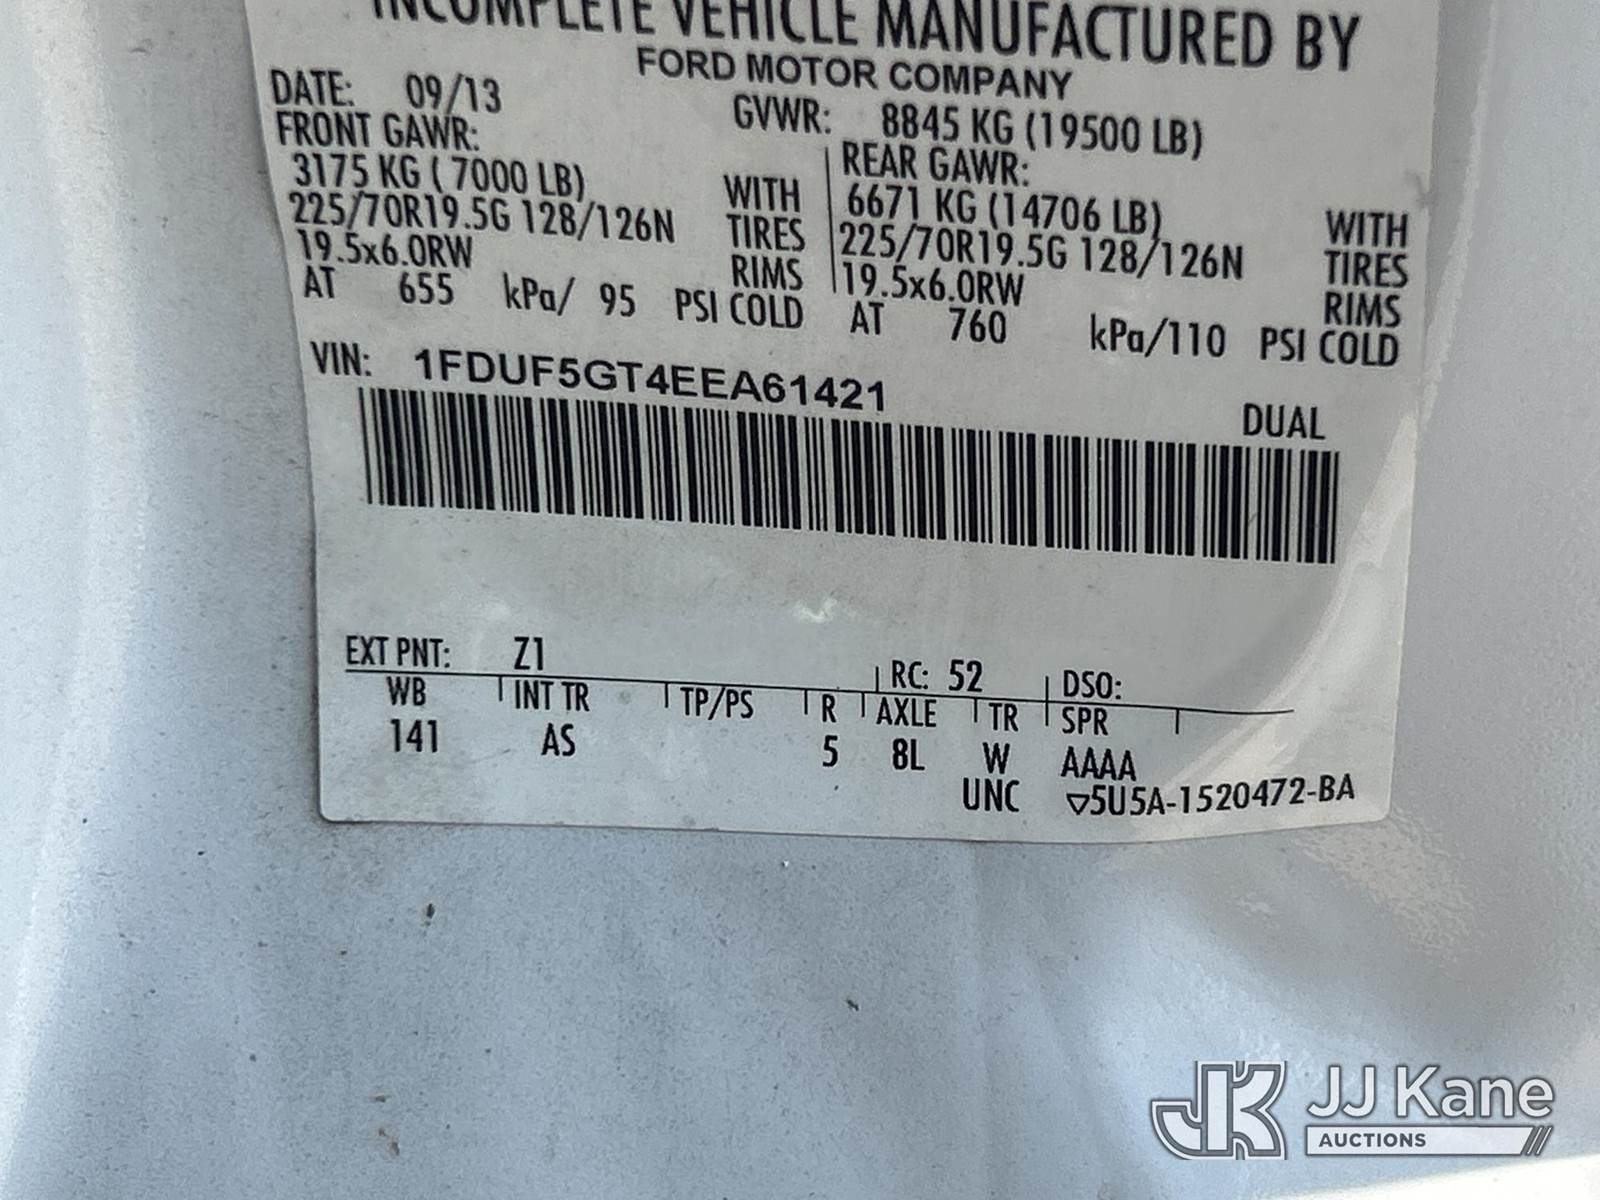 INCOMPLETE VEHICLE MANUFACTURED BY
FORD MOTOR COMPANY
DATE: 09/13 GVWR: 8845 KG (19500 LB)
FRONT GAWR: REAR GAWR:
3175 KG ( 7000 LB) WITH 6671 KG (14706 LB) WITH
225/70R19.5G 128/126N TIRES 225/70R19.5G 128/126N TIRES
19.5x6.0RW RIMS 19.5x6.0RW RIMS
AT 655 kPa/ 95 PSI COLD AT 760 kPa/110 PSI COLD
VIN: 1FDUF5GT4EEA61421
DUAL
EXT PNT: Z1 RC: 52 DSO:
WB INT TR TP/PS R AXLE TR SPR
141 AS 5 8L W AAAA
UNC ▽5U5A-1520472-BA
JK JJ Kane
AUCTIONS